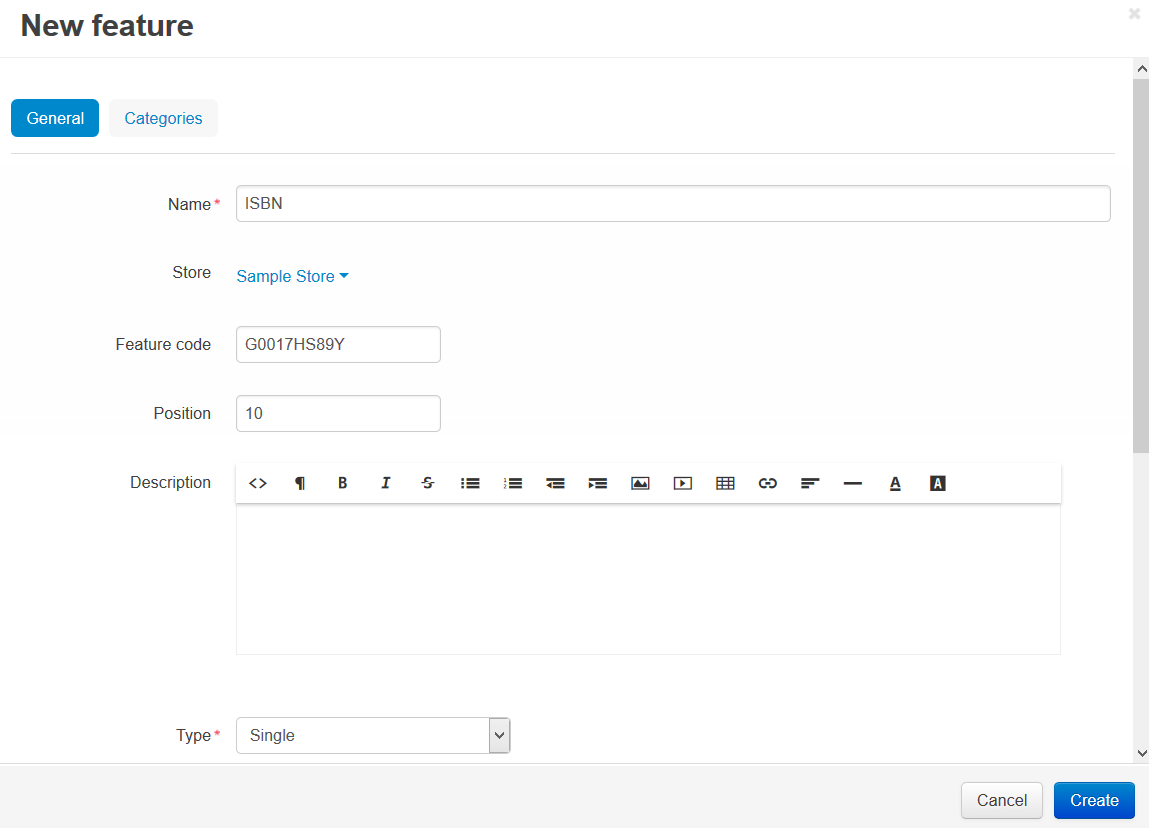 New feature
General Categories
Name* ISBN
Store Sample Store
Feature code G0017HS89Y
Position 10
Description
Type* Single
Cancel Create